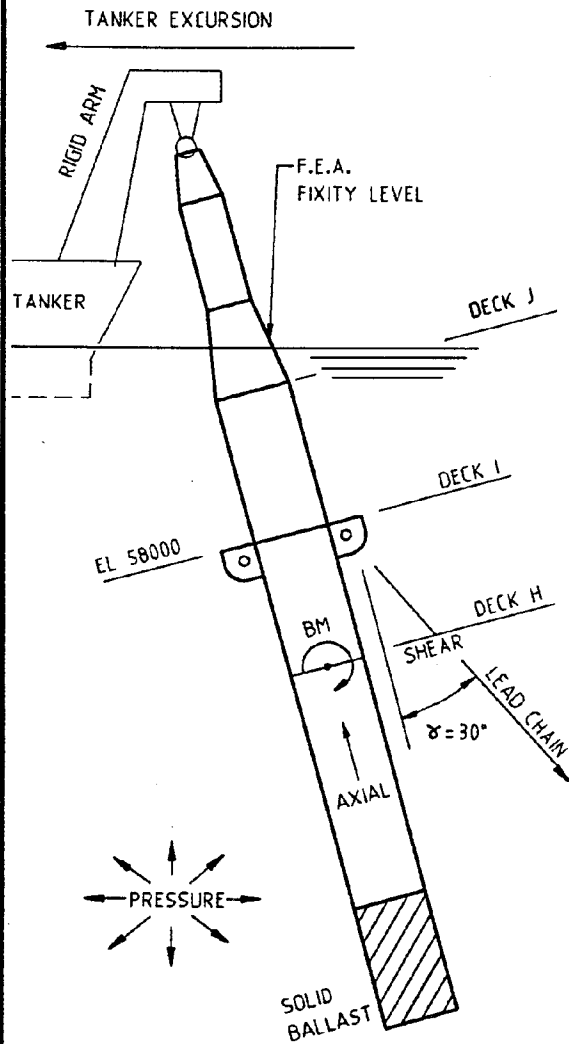 TANKER EXCURSION
RIGID ARM
F.E.A.
FIXITY LEVEL
TANKER
DECK J
DECK I
EL 58000
DECK H
BM
SHEAR
LEAD CHAIN
γ=30°
AXIAL
PRESSURE
SOLID
BALLAST